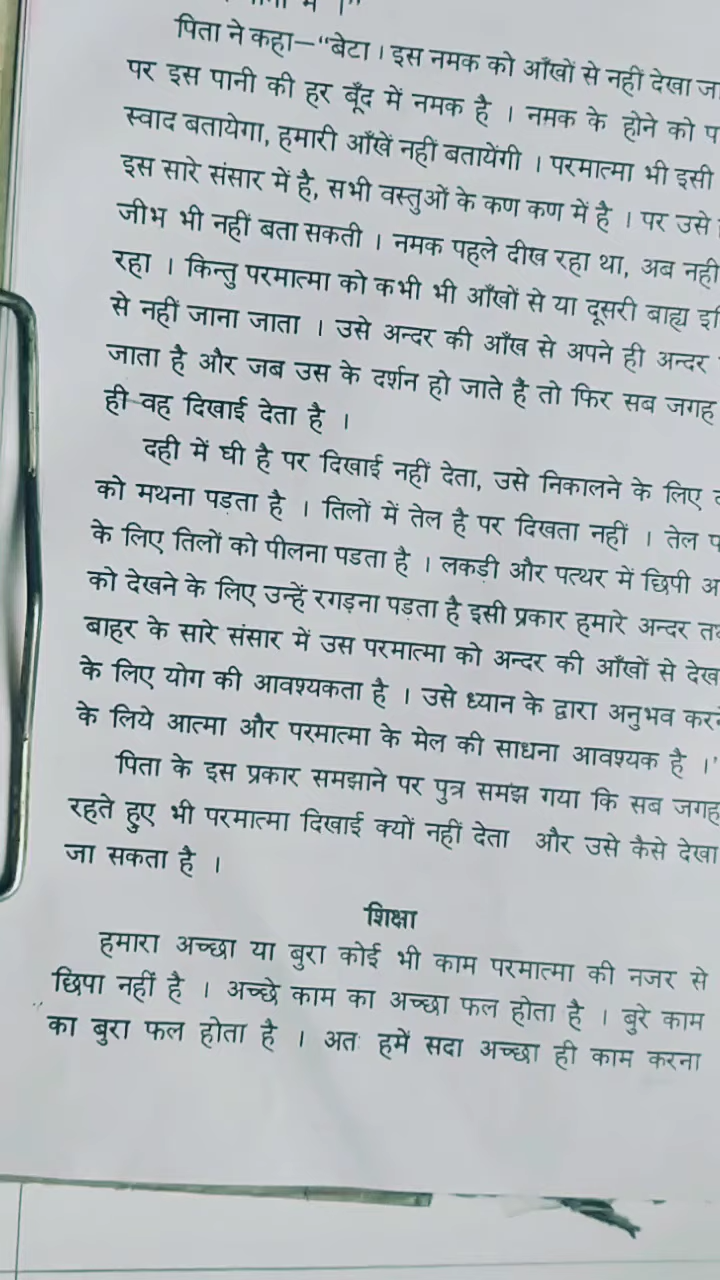 पिता ने कहा—“बेटा । इस नमक को आँखों से नहीं देखा
पर इस पानी की हर बूँद में नमक है । नमक के होने को
स्वाद बतायेगा, हमारी आँखें नहीं बतायेंगी । परमात्मा भी इसी
इस सारे संसार में है, सभी वस्तुओं के कण कण में है । पर उसे
जीभ भी नहीं बता सकती । नमक पहले दीख रहा था, अब नही
रहा । किन्तु परमात्मा को कभी भी आँखों से या दूसरी बाह्य
से नहीं जाना जाता । उसे अन्दर की आँख से अपने ही अन्दर
जाता है और जब उस के दर्शन हो जाते है तो फिर सब जगह
ही वह दिखाई देता है ।
दही में घी है पर दिखाई नहीं देता, उसे निकालने के लिए
को मथना पड़ता है । तिलों में तेल है पर दिखता नहीं । तेल
के लिए तिलों को पीलना पडता है । लकड़ी और पत्थर में छिपी
को देखने के लिए उन्हें रगड़ना पड़ता है इसी प्रकार हमारे अन्दर
बाहर के सारे संसार में उस परमात्मा को अन्दर की आँखों से
के लिए योग की आवश्यकता है । उसे ध्यान के द्वारा अनुभव
के लिये आत्मा और परमात्मा के मेल की साधना आवश्यक है ।'
पिता के इस प्रकार समझाने पर पुत्र समझ गया कि सब जगह
रहते हुए भी परमात्मा दिखाई क्यों नहीं देता और उसे कैसे देखा
जा सकता है ।
शिक्षा
हमारा अच्छा या बुरा कोई भी काम परमात्मा की नजर से
छिपा नहीं है । अच्छे काम का अच्छा फल होता है । बुरे काम
का बुरा फल होता है । अतः हमें सदा अच्छा ही काम करना